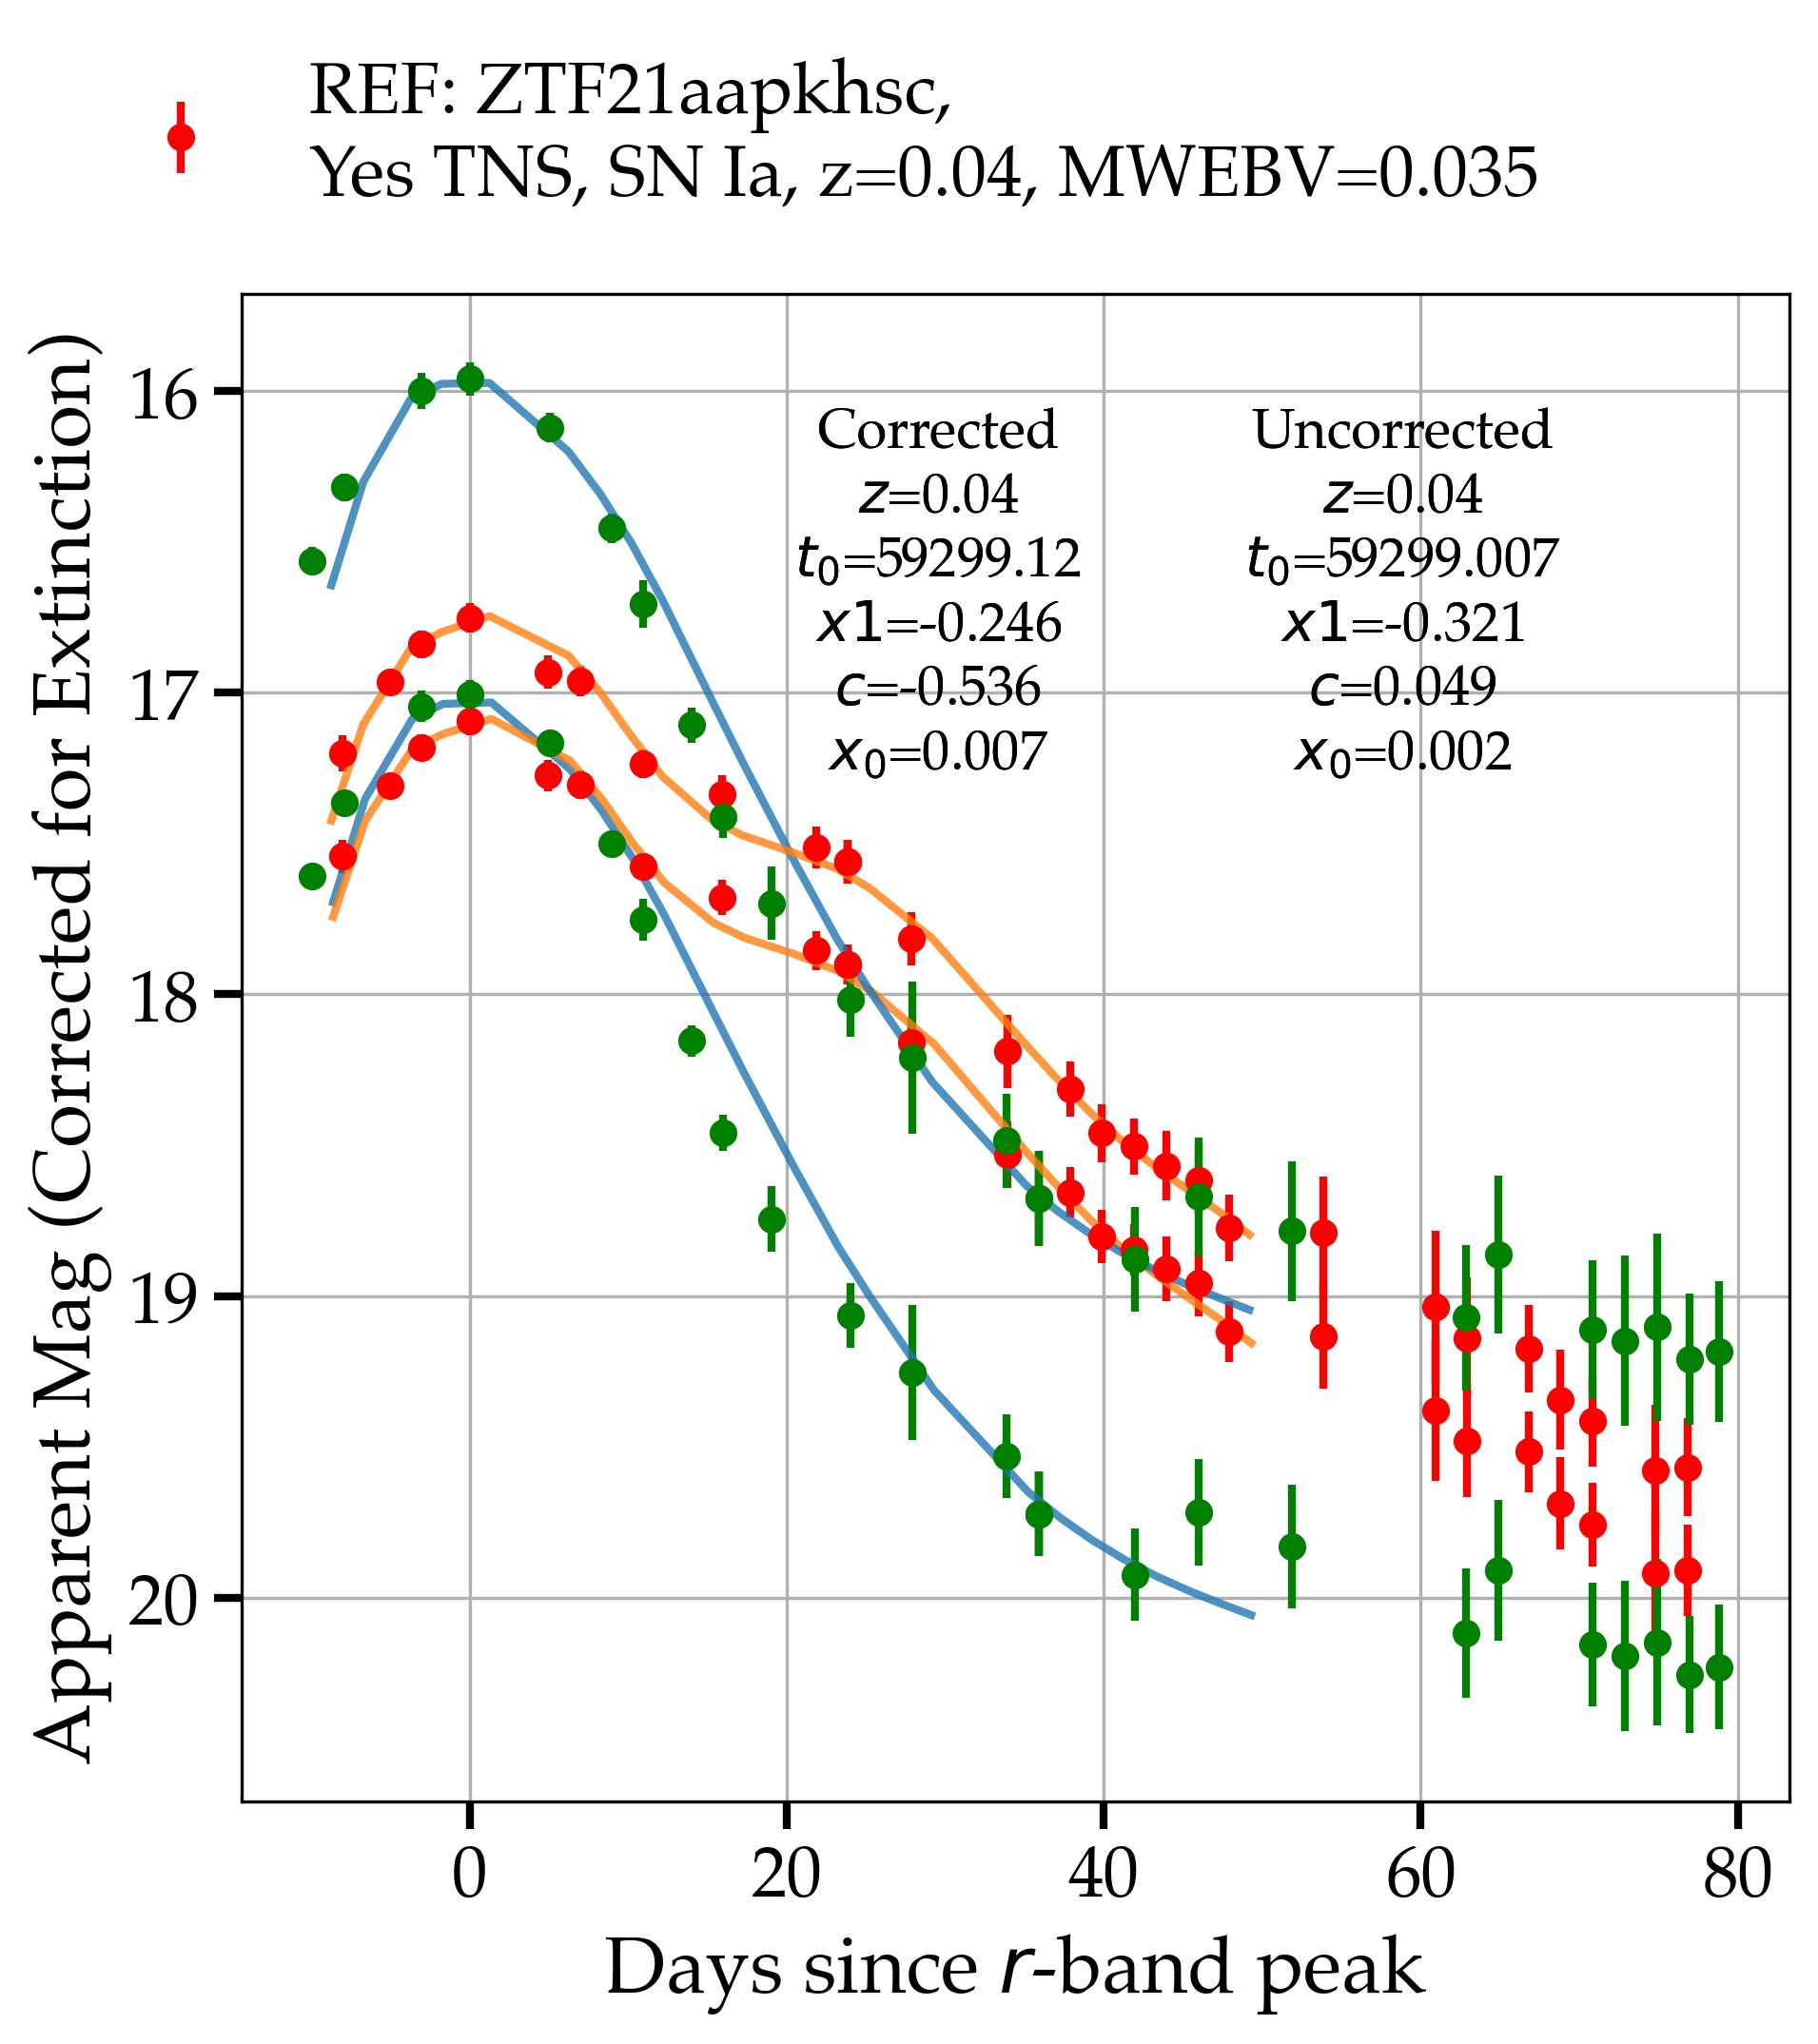 REF: ZTF21aapkhsc,
Yes TNS, SN Ia, z=0.04, MWEBV=0.035
Apparent Mag (Corrected for Extinction)
16
17
18
19
20
Corrected
z=0.04
t₀=59299.12
x1=-0.246
c=-0.536
x₀=0.007
Uncorrected
z=0.04
t₀=59299.007
x1=-0.321
c=0.049
x₀=0.002
0 20 40 60 80
Days since r-band peak